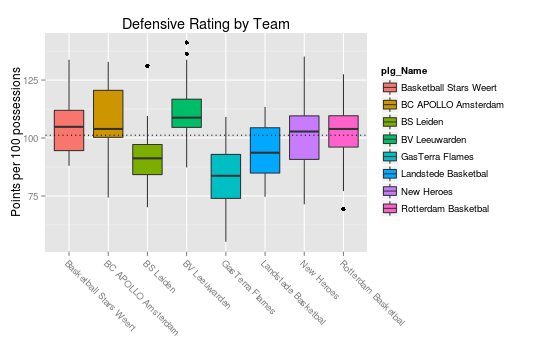 Defensive Rating by Team
Points per 100 possessions
125
100
75
Basketball Stars Weert
BC APOLLO Amsterdam
BS Leiden
BV Leeuwarden
GasTerra Flames
Landstede Basketbal
New Heroes
Rotterdam Basketbal
plg_Name
Basketball Stars Weert
BC APOLLO Amsterdam
BS Leiden
BV Leeuwarden
GasTerra Flames
Landstede Basketbal
New Heroes
Rotterdam Basketbal